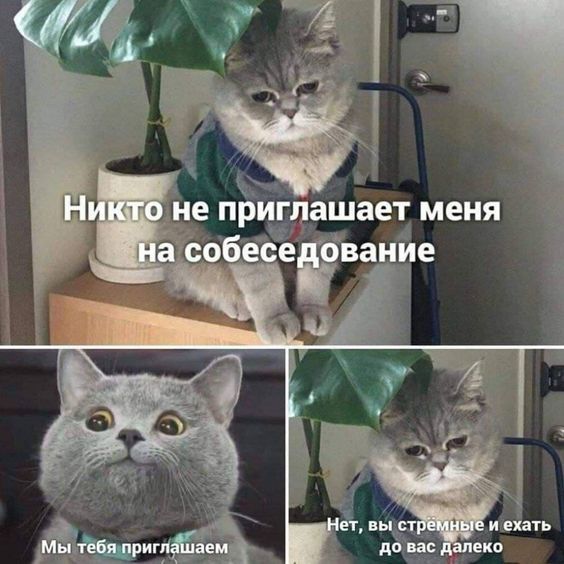 Никто не приглашает меня
на собеседование
Мы тебя приглашаем
Нет, вы стрёмные и ехать
до вас далеко